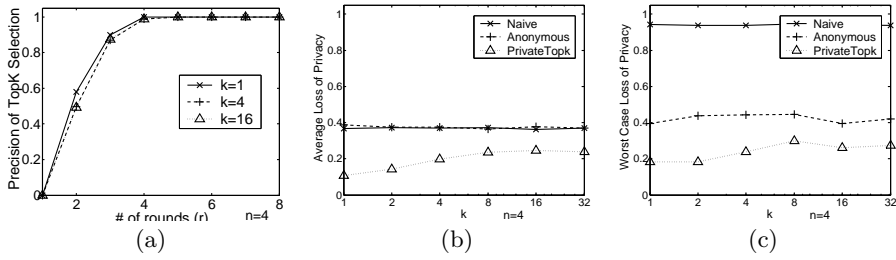 Precision of TopK Selection
1
0.8
0.6
0.4
0.2
0
k=1
k=4
k=16
2 4 6 8
# of rounds (r)
n=4
(a)
Average Loss of Privacy
1
0.8
0.6
0.4
0.2
0
Naive
Anonymous
PrivateTopk
1 2 4 8 16 32
k
n=4
(b)
Worst Case Loss of Privacy
1
0.8
0.6
0.4
0.2
0
Naive
Anonymous
PrivateTopk
1 2 4 8 16 32
k
n=4
(c)